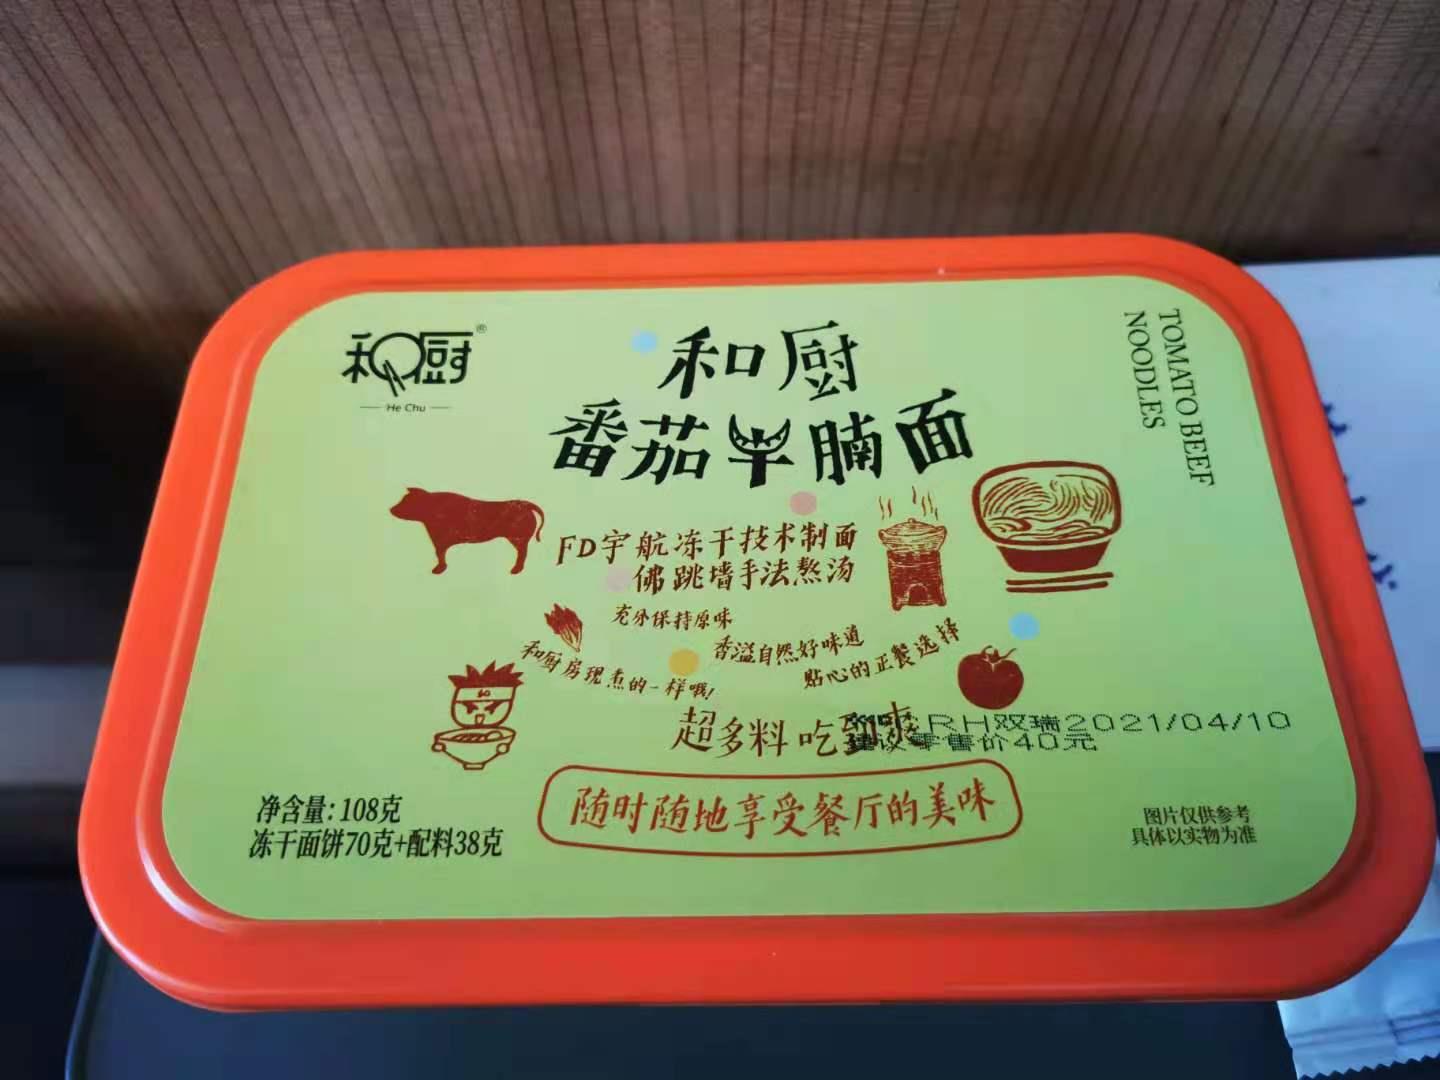 和厨®
He Chu
和厨
番茄牛腩面
TOMATO BEEF
NOODLES
FD宇航冻干技术制面
佛跳墙手法熬汤
充分保持原味
香溢自然好味道
贴心的正餐选择
和厨房现煮的一样哦!
超多料 吃到爽
CRH双瑞2021/04/10
建议零售价40元
随时随地享受餐厅的美味
净含量:108克
冻干面饼70克+配料38克
图片仅供参考
具体以实物为准